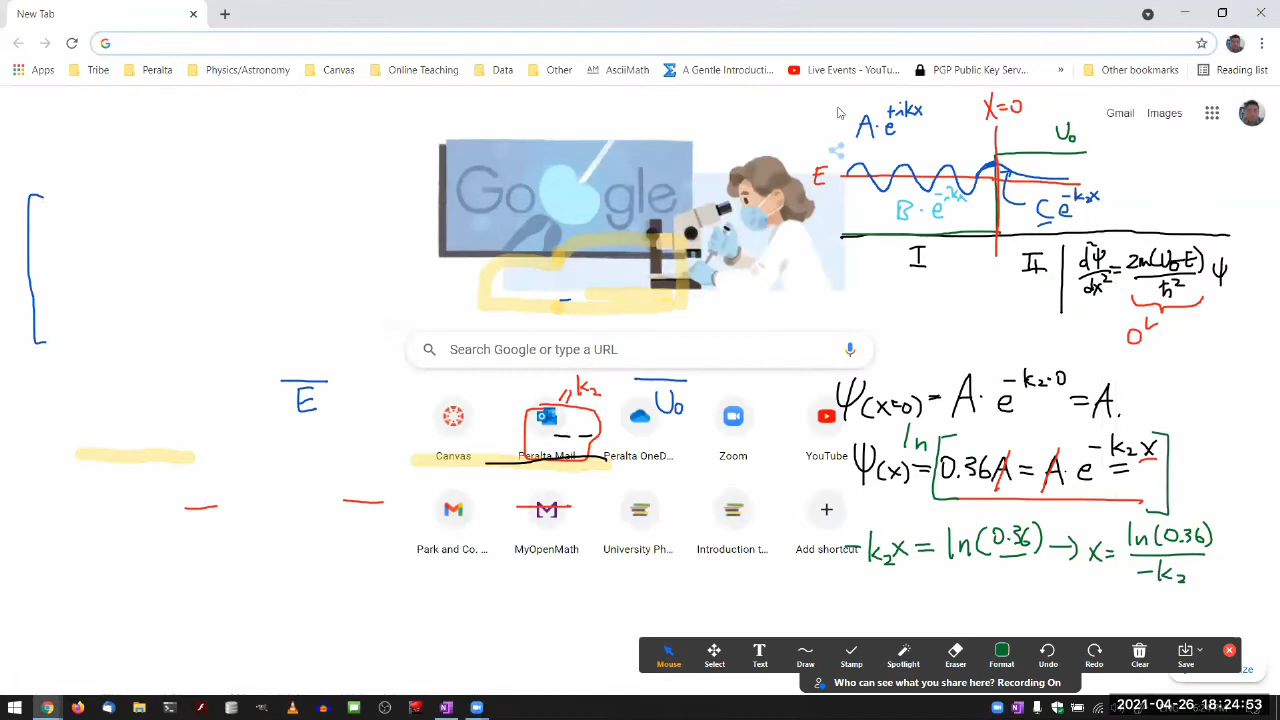 New Tab
Apps Tribe Peralta Physics/Astronomy Canvas Online Teaching Data Other AsciiMath A Gentle Introducti... Live Events - YouTu... PGP Public Key Serv... » Other bookmarks Reading list
Gmail Images
Google
A·e^{+ikx}
X=0
U₀
E
B·e^{-ikx}
C e^{-k₂x}
I
II
d²ψ/dx² = 2m(U₀-E)/ħ² ψ
k₂
E
U₀
Search Google or type a URL
ψ(x=0) = A·e^{-k₂·0} = A.
ln
ψ(x) = 0.36A = A·e^{-k₂x} =
-k₂x = ln(0.36) → x = ln(0.36)/-k₂
Canvas
Peralta Mail
Peralta OneD...
Zoom
YouTube
Park and Co. ...
MyOpenMath
University Ph...
Introduction t...
Add shortcut
Mouse Select Text Draw Stamp Spotlight Eraser Format Undo Redo Clear Save
Who can see what you share here? Recording On
2021-04-26 18:24:53